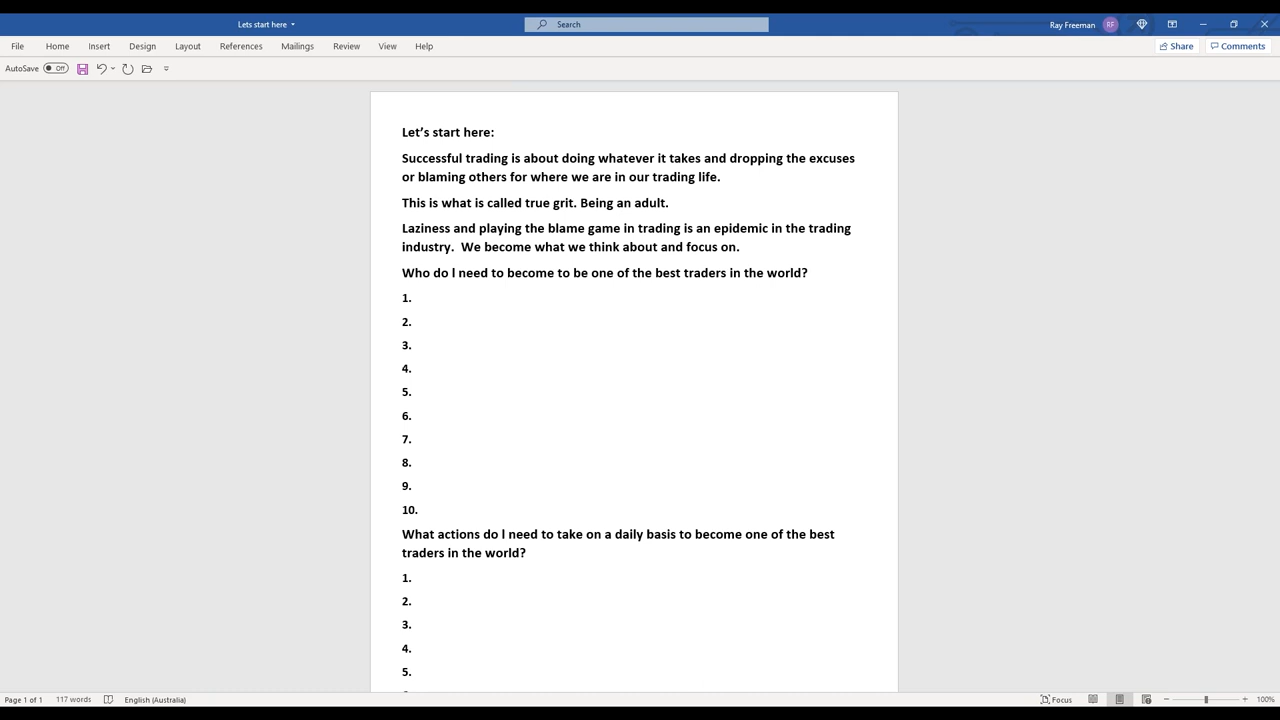 Lets start here
Search
Ray Freeman
RF
File
Home
Insert
Design
Layout
References
Mailings
Review
View
Help
Share
Comments
AutoSave
Off
Let's start here:
Successful trading is about doing whatever it takes and dropping the excuses
or blaming others for where we are in our trading life.
This is what is called true grit. Being an adult.
Laziness and playing the blame game in trading is an epidemic in the trading
industry.  We become what we think about and focus on.
Who do I need to become to be one of the best traders in the world?
1.
2.
3.
4.
5.
6.
7.
8.
9.
10.
What actions do I need to take on a daily basis to become one of the best
traders in the world?
1.
2.
3.
4.
5.
Page 1 of 1
117 words
English (Australia)
Focus
100%